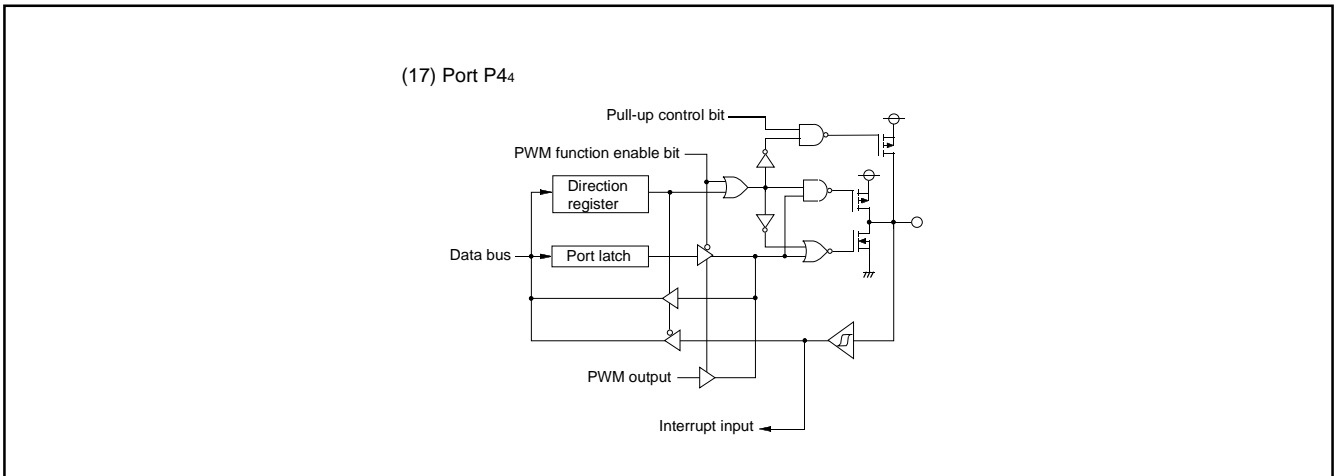 (17) Port P44
Pull-up control bit
PWM function enable bit
Direction
register
Data bus
Port latch
PWM output
Interrupt input